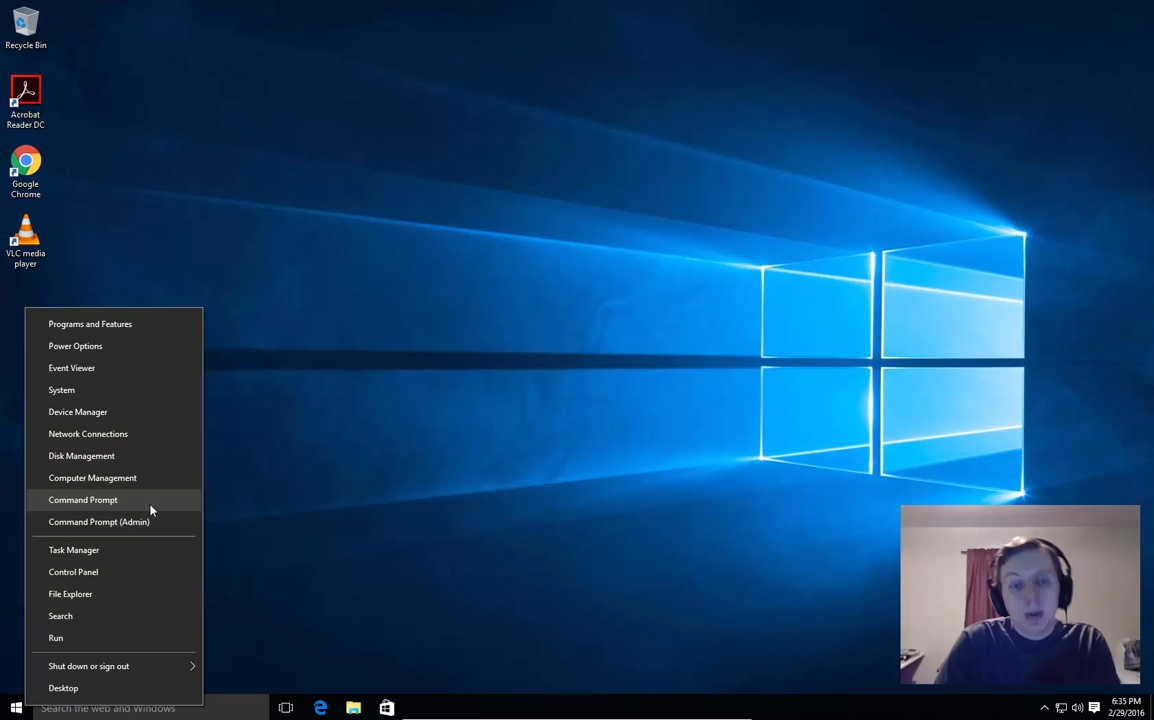 Recycle Bin
Acrobat
Reader DC
Google
Chrome
VLC media
player
Programs and Features
Power Options
Event Viewer
System
Device Manager
Network Connections
Disk Management
Computer Management
Command Prompt
Command Prompt (Admin)
Task Manager
Control Panel
File Explorer
Search
Run
Shut down or sign out
Desktop
Search the web and Windows
6:35 PM
2/29/2016